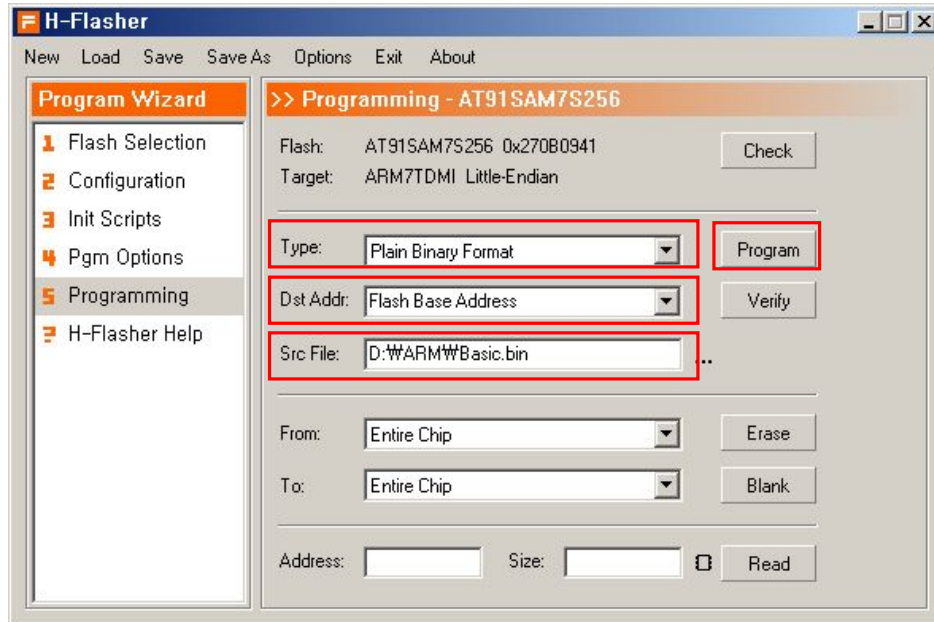 H-Flasher
New Load Save Save As Options Exit About
Program Wizard
1 Flash Selection
2 Configuration
3 Init Scripts
4 Pgm Options
5 Programming
? H-Flasher Help
>> Programming - AT91SAM7S256
Flash: AT91SAM7S256 0x270B0941 Check
Target: ARM7TDMI Little-Endian
Type: Plain Binary Format Program
Dst Addr: Flash Base Address Verify
Src File: D:₩ARM₩Basic.bin ...
From: Entire Chip Erase
To: Entire Chip Blank
Address: Size: Read